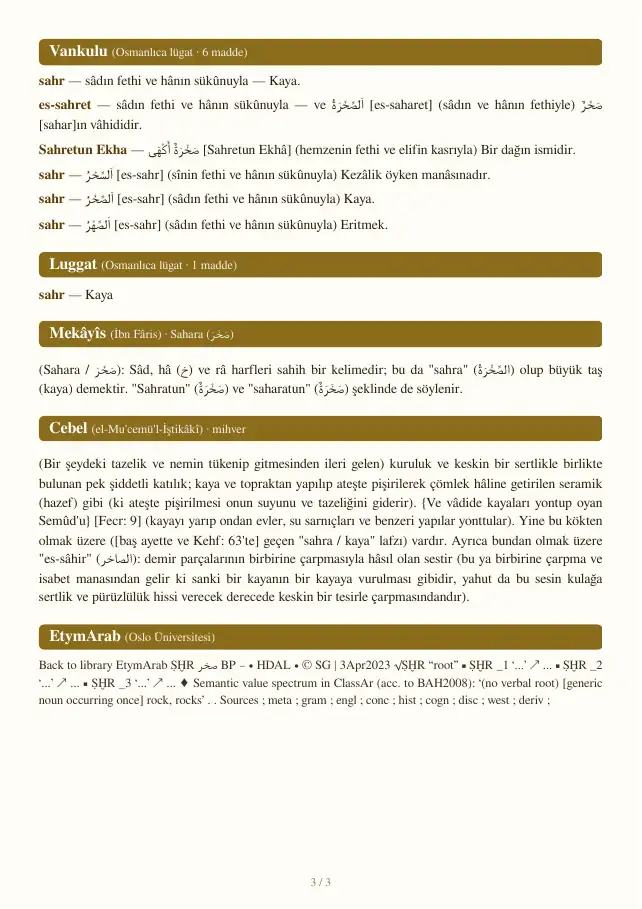 Vankulu (Osmanlıca lügat · 6 madde)
sahr — sâdın fethi ve hânın sükûnuyla — Kaya.
es-sahret — sâdın fethi ve hânın sükûnuyla — ve اَلصَّخَرَةُ [es-saharet] (sâdın ve hânın fethiyle) صَخْرٌ
[sahar]ın vâhididir.
Sahretun Ekha — صَخْرَةُ أَكْهَى [Sahretun Ekhâ] (hemzenin fethi ve elifin kasrıyla) Bir dağın ismidir.
sahr — اَلسَّحْرُ [es-sahr] (sînin fethi ve hânın sükûnuyla) Kezâlik öyken manâsınadır.
sahr — اَلصَّخْرُ [es-sahr] (sâdın fethi ve hânın sükûnuyla) Kaya.
sahr — اَلصَّهْرُ [es-sahr] (sâdın fethi ve hânın sükûnuyla) Eritmek.
Luggat (Osmanlıca lügat · 1 madde)
sahr — Kaya
Mekâyîs (İbn Fâris) · Sahara (صَخَرَ)
(Sahara / صَخَرَ): Sâd, hâ (خ) ve râ harfleri sahih bir kelimedir; bu da "sahra" (الصَّخْرَةُ) olup büyük taş
(kaya) demektir. "Sahratun" (صَخْرَةٌ) ve "saharatun" (صَخَرَةٌ) şeklinde de söylenir.
Cebel (el-Mu'cemü'l-İştikâkî) · mihver
(Bir şeydeki tazelik ve nemin tükenip gitmesinden ileri gelen) kuruluk ve keskin bir sertlikle birlikte
bulunan pek şiddetli katılık; kaya ve topraktan yapılıp ateşte pişirilerek çömlek hâline getirilen seramik
(hazef) gibi (ki ateşte pişirilmesi onun suyunu ve tazeliğini giderir). {Ve vâdide kayaları yontup oyan
Semûd'u} [Fecr: 9] (kayayı yarıp ondan evler, su sarnıçları ve benzeri yapılar yonttular). Yine bu kökten
olmak üzere ([baş ayette ve Kehf: 63'te] geçen "sahra / kaya" lafzı) vardır. Ayrıca bundan olmak üzere
"es-sâhir" (الصاخر): demir parçalarının birbirine çarpmasıyla hâsıl olan sestir (bu ya birbirine çarpma ve
isabet manasından gelir ki sanki bir kayanın bir kayaya vurulması gibidir, yahut da bu sesin kulağa
sertlik ve pürüzlülük hissi verecek derecede keskin bir tesirle çarpmasındandır).
EtymArab (Oslo Üniversitesi)
Back to library EtymArab ṢḪR صخر BP – • HDAL • © SG | 3Apr2023 √ṢḪR “root” ▪ ṢḪR _1 ‘...’ ↗ ... ▪ ṢḪR _2
‘...’ ↗ ... ▪ ṢḪR _3 ‘...’ ↗ ... ♦ Semantic value spectrum in ClassAr (acc. to BAH2008): ‘(no verbal root) [generic
noun occurring once] rock, rocks’ . . Sources ; meta ; gram ; engl ; conc ; hist ; cogn ; disc ; west ; deriv ;
3 / 3